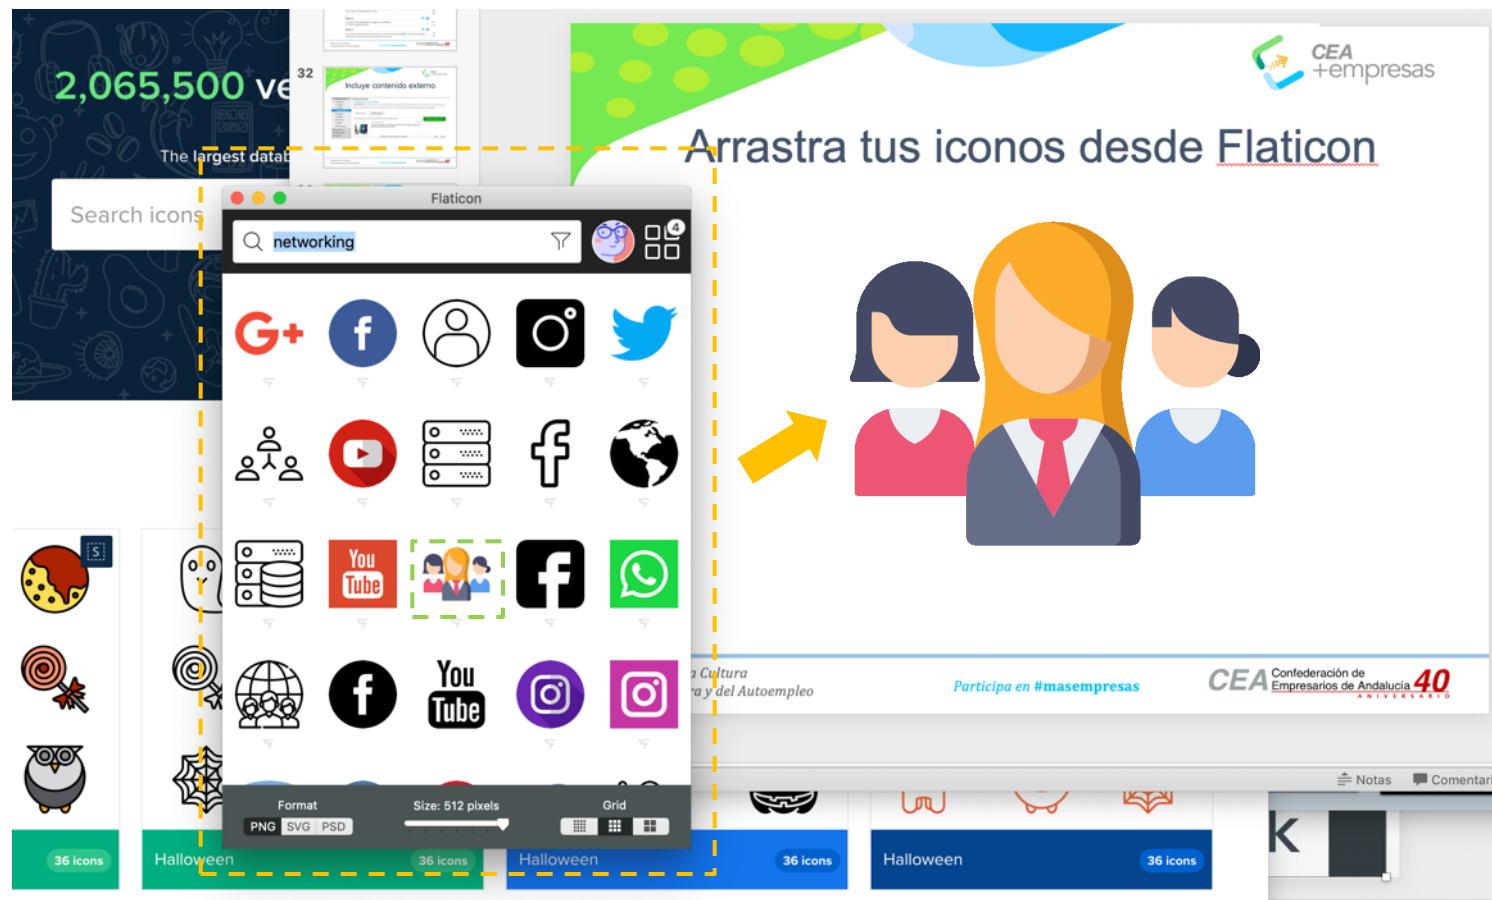 2,065,500 ve
The largest datab
Search icons
32
Incluye contenido externo
CEA
+empresas
Arrastra tus iconos desde Flaticon
Flaticon
networking
4
G+
f
f
You
Tube
f
f
You
Tube
S
Format
Size: 512 pixels
Grid
PNG SVG PSD
a Cultura
ra y del Autoempleo
Participa en #masempresas
CEA Confederación de
Empresarios de Andalucía 40
ANIVERSARIO
Notas
Comentari
36 icons
Halloween
36 icons
Halloween
36 icons
Halloween
36 icons
k